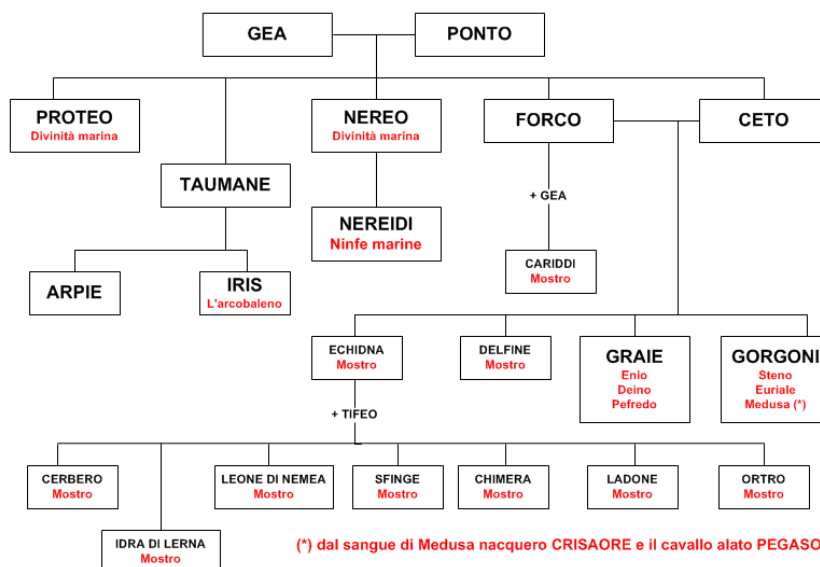 GEA
PONTO
PROTEO
Divinità marina
NEREO
Divinità marina
FORCO
CETO
TAUMANE
+ GEA
NEREIDI
Ninfe marine
ARPIE
IRIS
L'arcobaleno
CARIDDI
Mostro
ECHIDNA
Mostro
DELFINE
Mostro
GRAIE
Enio
Deino
Pefredo
GORGONI
Steno
Euriale
Medusa (*)
+ TIFEO
CERBERO
Mostro
LEONE DI NEMEA
Mostro
SFINGE
Mostro
CHIMERA
Mostro
LADONE
Mostro
ORTRO
Mostro
IDRA DI LERNA
Mostro
(*) dal sangue di Medusa nacquero CRISAORE e il cavallo alato PEGASO